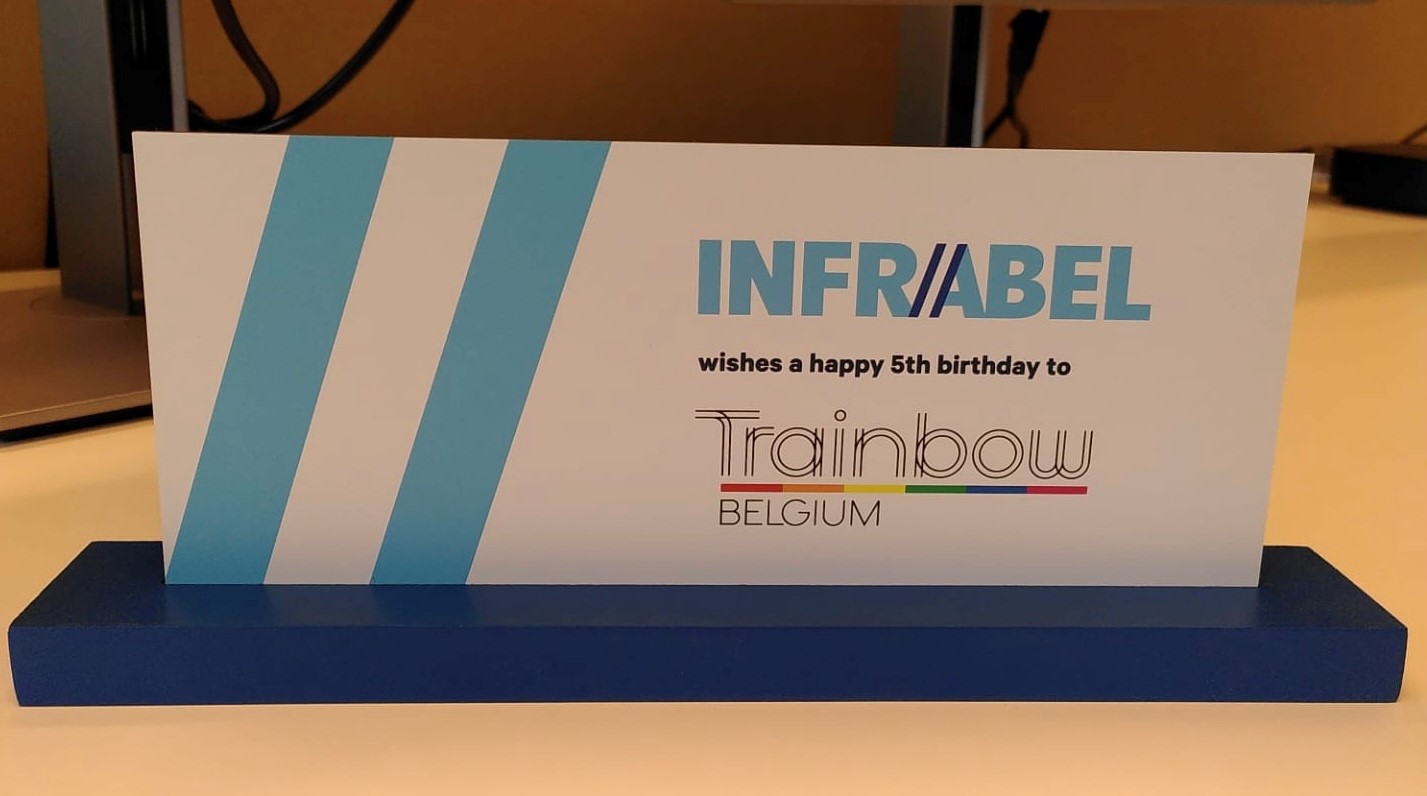 INFRABEL
wishes a happy 5th birthday to
Trainbow
BELGIUM